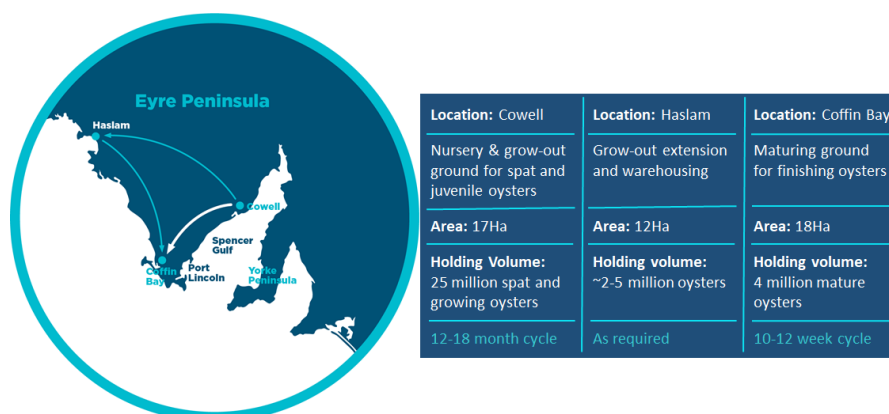 Eyre Peninsula
Haslam
Cowell
Spencer
Gulf
Coffin
Bay
Port
Lincoln
Yorke
Peninsula
Location: Cowell
Nursery & grow-out
ground for spat and
juvenile oysters
Area: 17Ha
Holding Volume:
25 million spat and
growing oysters
12-18 month cycle
Location: Haslam
Grow-out extension
and warehousing
Area: 12Ha
Holding volume:
~2-5 million oysters
As required
Location: Coffin Bay
Maturing ground
for finishing oysters
Area: 18Ha
Holding volume:
4 million mature
oysters
10-12 week cycle